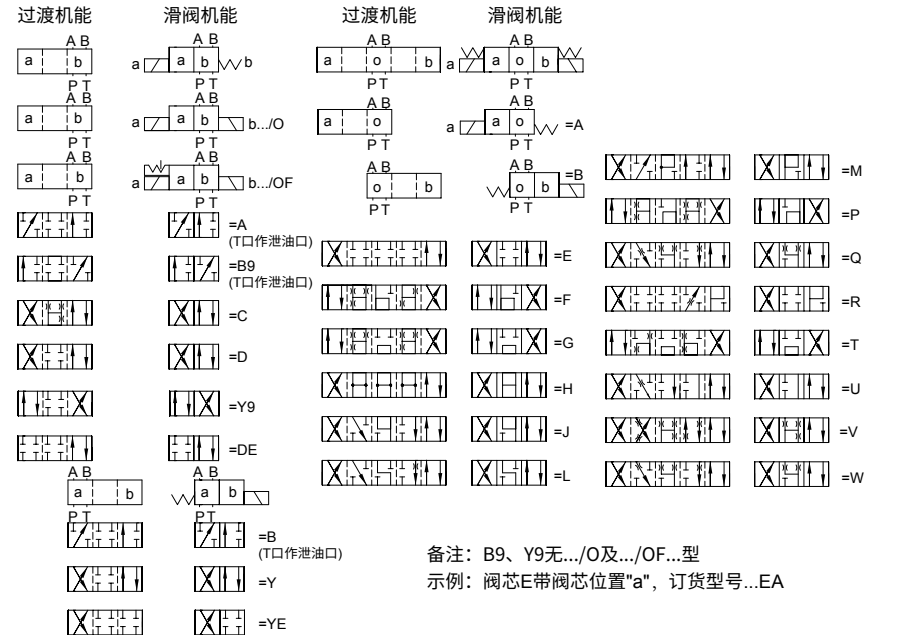 过渡机能 滑阀机能 过渡机能 滑阀机能
A B A B A B A B
a b a a b b a o b a a o b
P T P T P T P T
A B A B A B A B
a b a a b b.../O a o a a o =A
P T P T P T P T
A B A B A B A B
a b a a b b.../OF o b o b =B
P T P T P T P T
=A
(T口作泄油口)
=B9
(T口作泄油口)
=C
=D
=Y9
=DE
A B A B
a b a b
P T P T
=B
(T口作泄油口)
=Y
=YE
=E
=F
=G
=H
=J
=L
=M
=P
=Q
=R
=T
=U
=V
=W
备注：B9、Y9无.../O及.../OF...型
示例：阀芯E带阀芯位置"a"，订货型号...EA